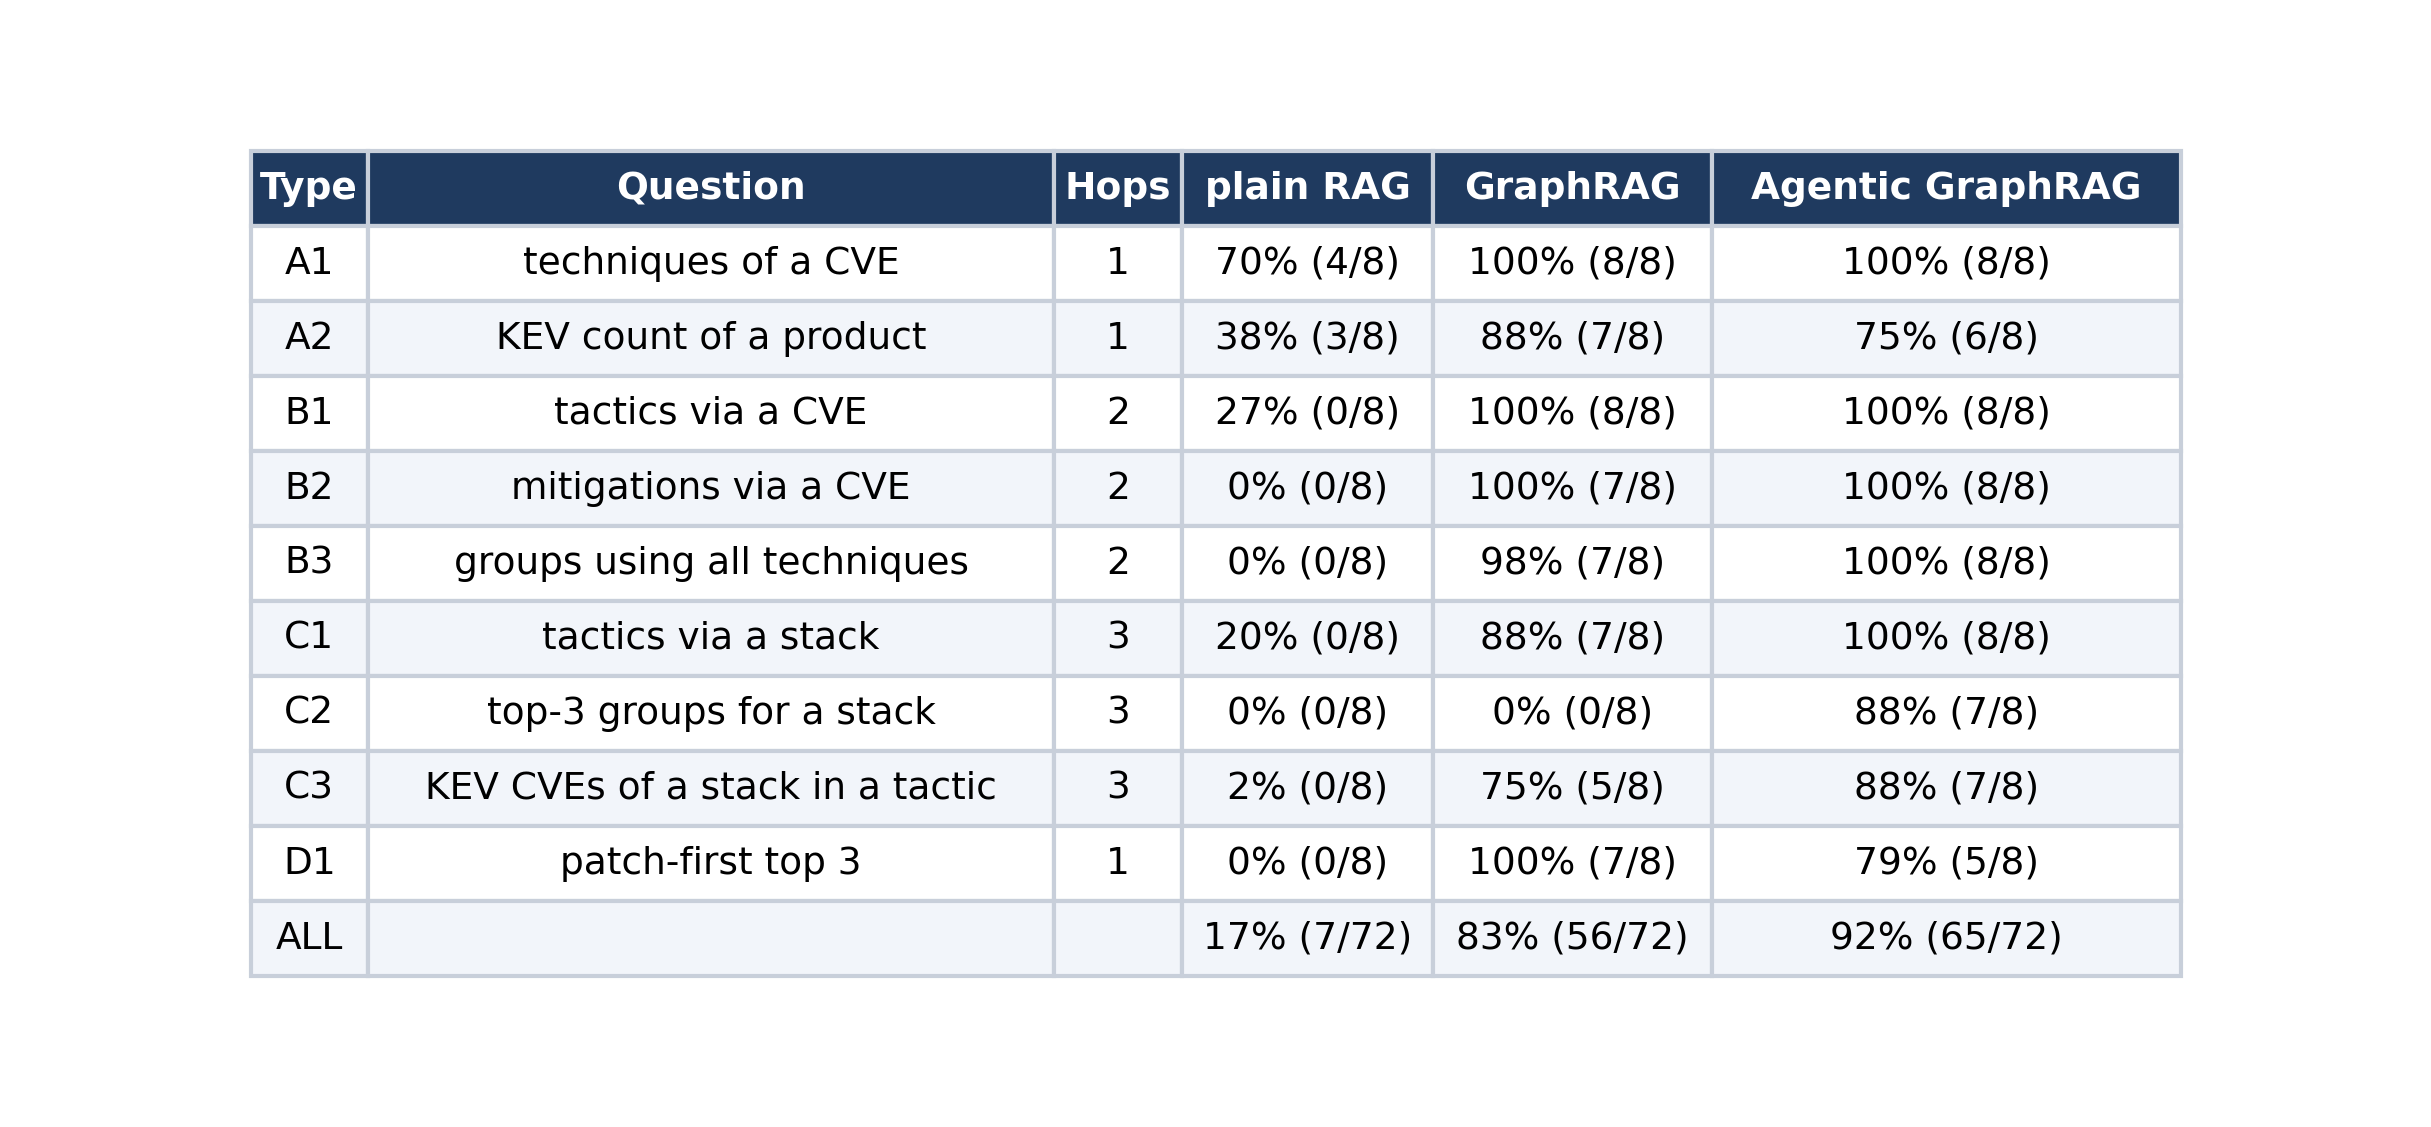 Type Question Hops plain RAG GraphRAG Agentic GraphRAG
A1 techniques of a CVE 1 70% (4/8) 100% (8/8) 100% (8/8)
A2 KEV count of a product 1 38% (3/8) 88% (7/8) 75% (6/8)
B1 tactics via a CVE 2 27% (0/8) 100% (8/8) 100% (8/8)
B2 mitigations via a CVE 2 0% (0/8) 100% (7/8) 100% (8/8)
B3 groups using all techniques 2 0% (0/8) 98% (7/8) 100% (8/8)
C1 tactics via a stack 3 20% (0/8) 88% (7/8) 100% (8/8)
C2 top-3 groups for a stack 3 0% (0/8) 0% (0/8) 88% (7/8)
C3 KEV CVEs of a stack in a tactic 3 2% (0/8) 75% (5/8) 88% (7/8)
D1 patch-first top 3 1 0% (0/8) 100% (7/8) 79% (5/8)
ALL 17% (7/72) 83% (56/72) 92% (65/72)